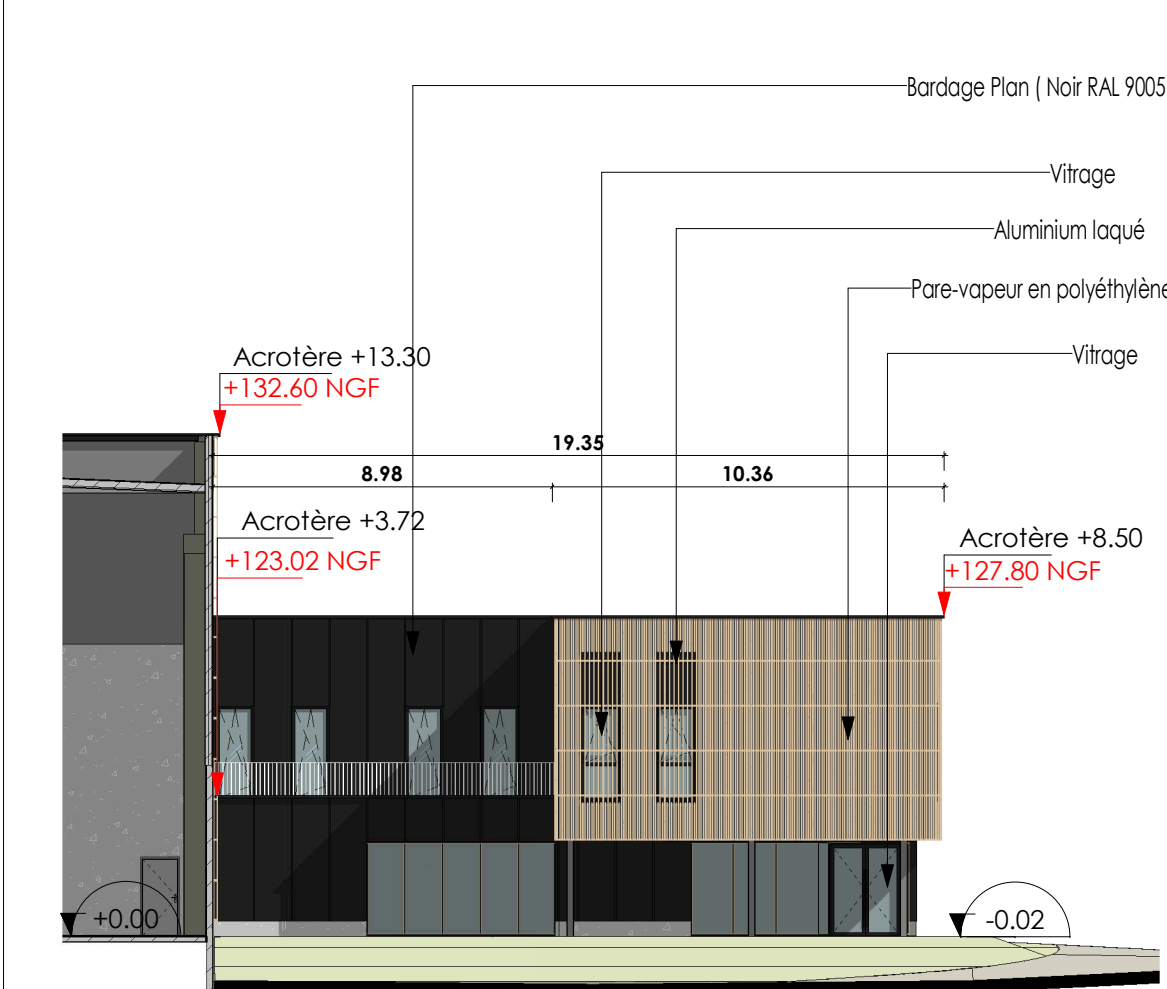 Bardage Plan ( Noir RAL 9005
Vitrage
Aluminium laqué
Pare-vapeur en polyéthylène
Vitrage
Acrotère +13.30
+132.60 NGF
19.35
8.98
10.36
Acrotère +3.72
+123.02 NGF
Acrotère +8.50
+127.80 NGF
+0.00
-0.02